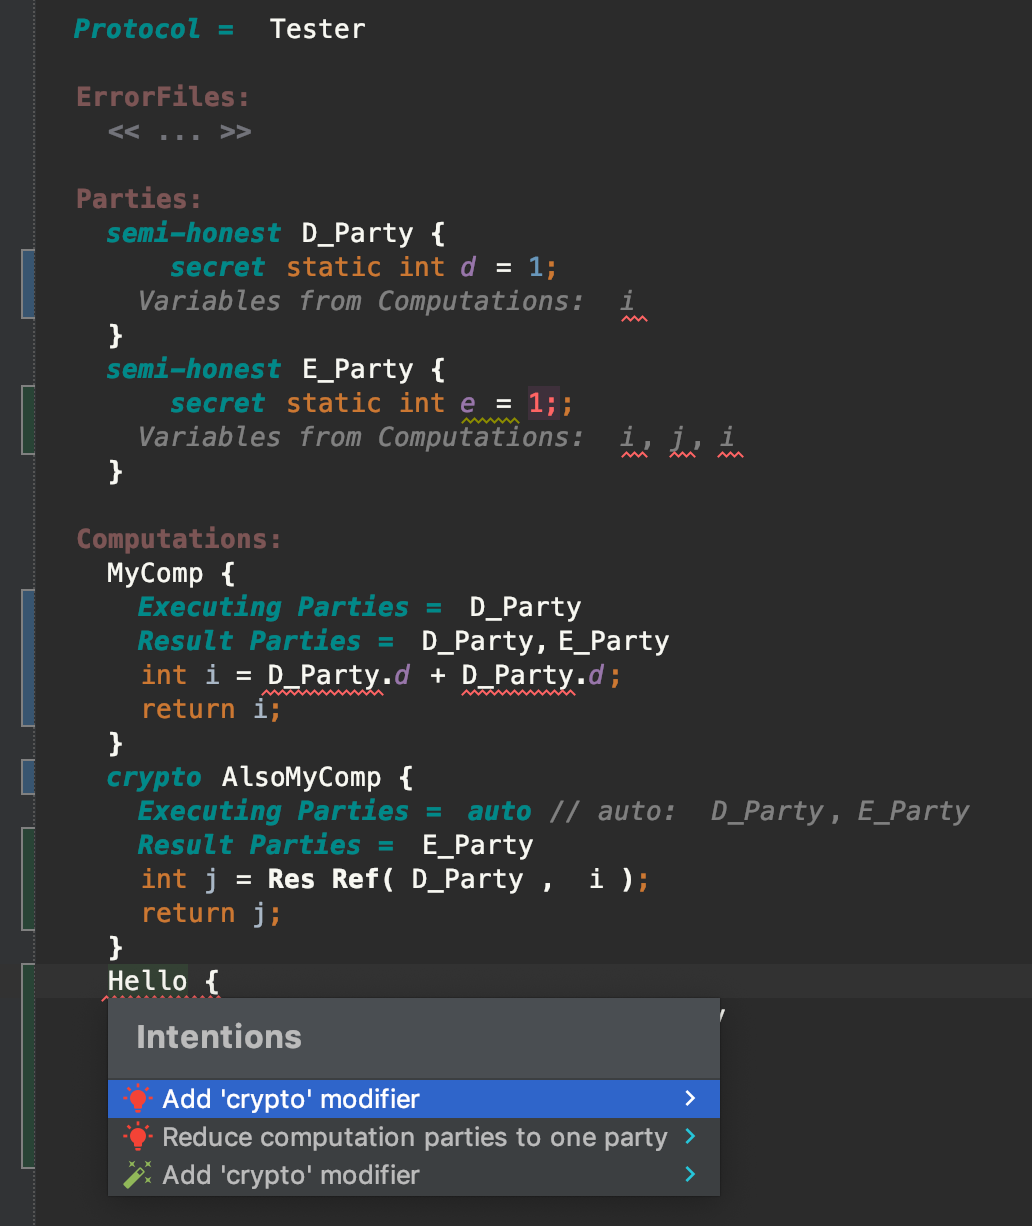 Protocol = Tester
ErrorFiles:
<< ... >>
Parties:
semi-honest D_Party {
secret static int d = 1;
Variables from Computations: i
}
semi-honest E_Party {
secret static int e = 1;;
Variables from Computations: i, j, i
}
Computations:
MyComp {
Executing Parties = D_Party
Result Parties = D_Party, E_Party
int i = D_Party.d + D_Party.d;
return i;
}
crypto AlsoMyComp {
Executing Parties = auto // auto: D_Party, E_Party
Result Parties = E_Party
int j = Res Ref( D_Party , i );
return j;
}
Hello {
Intentions
Add 'crypto' modifier
Reduce computation parties to one party
Add 'crypto' modifier